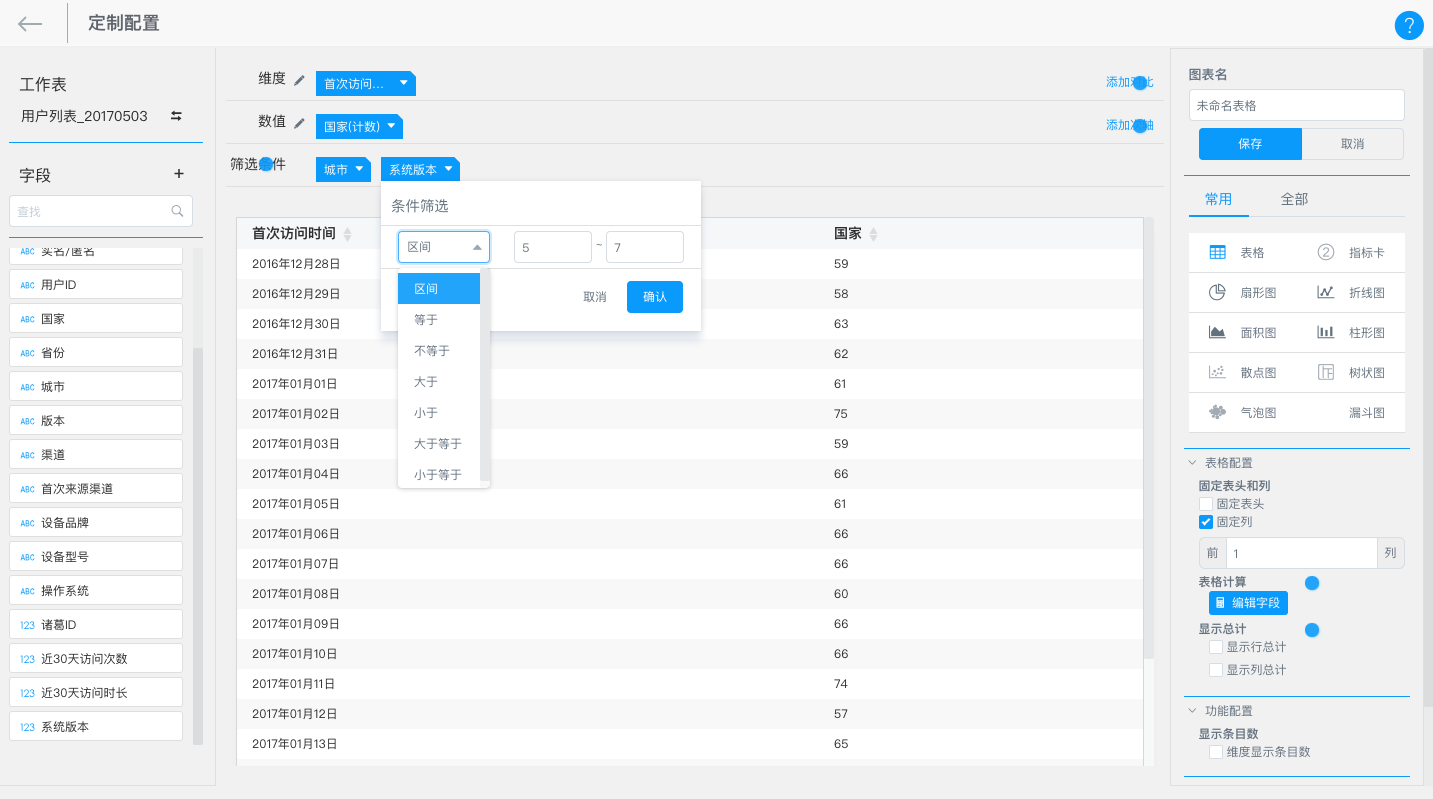 定制配置
?
工作表
用户列表_20170503
字段
查找
ABC 实名/匿名
ABC 用户ID
ABC 国家
ABC 省份
ABC 城市
ABC 版本
ABC 渠道
ABC 首次来源渠道
ABC 设备品牌
ABC 设备型号
ABC 操作系统
123 诸葛ID
123 近30天访问次数
123 近30天访问时长
123 系统版本
维度 首次访问... 添加对比
数值 国家(计数)
筛选条件 城市 系统版本
条件筛选
区间 5 ~ 7
区间
等于
不等于
大于
小于
大于等于
小于等于
取消 确认
首次访问时间 国家
2016年12月28日 59
2016年12月29日 58
2016年12月30日 63
2016年12月31日 62
2017年01月01日 61
2017年01月02日 75
2017年01月03日 59
2017年01月04日 66
2017年01月05日 61
2017年01月06日 66
2017年01月07日 66
2017年01月08日 60
2017年01月09日 66
2017年01月10日 66
2017年01月11日 74
2017年01月12日 57
2017年01月13日 65
图表名
未命名表格
保存 取消
常用 全部
表格 2 指标卡
扇形图 折线图
面积图 柱形图
散点图 树状图
气泡图 漏斗图
表格配置
固定表头和列
固定表头
固定列
前 1 列
表格计算
编辑字段
显示总计
显示行总计
显示列总计
功能配置
显示条目数
维度显示条目数